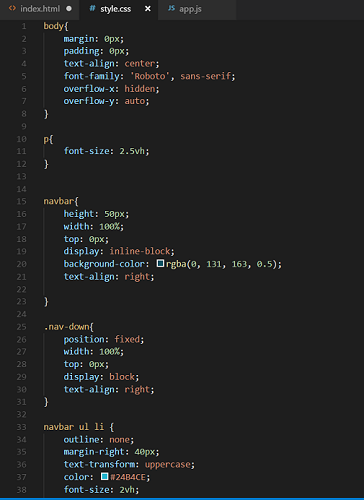 index.html style.css app.js
1 body{
2 margin: 0px;
3 padding: 0px;
4 text-align: center;
5 font-family: 'Roboto', sans-serif;
6 overflow-x: hidden;
7 overflow-y: auto;
8 }
9
10 p{
11 font-size: 2.5vh;
12 }
13
14
15 navbar{
16 height: 50px;
17 width: 100%;
18 top: 0px;
19 display: inline-block;
20 background-color: rgba(0, 131, 163, 0.5);
21 text-align: right;
22
23 }
24
25 .nav-down{
26 position: fixed;
27 width: 100%;
28 top: 0px;
29 display: block;
30 text-align: right;
31 }
32
33 navbar ul li {
34 outline: none;
35 margin-right: 40px;
36 text-transform: uppercase;
37 color: #24B4CE;
38 font-size: 2vh;